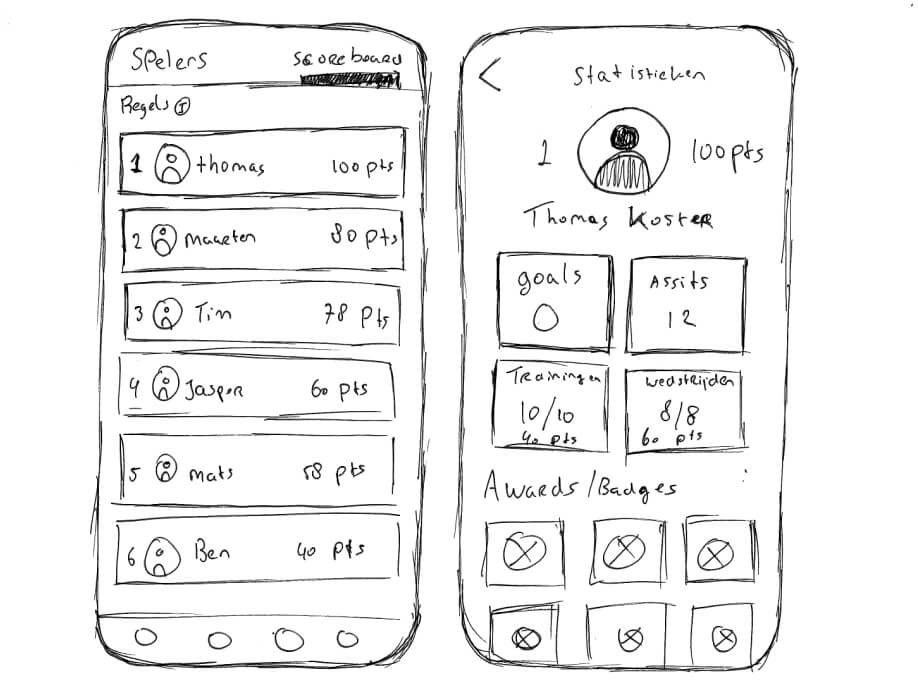 Spelers scoreboard
Regels i
1 thomas 100 pts
2 Maarten 80 pts
3 Tim 78 pts
4 Jasper 60 pts
5 mats 58 pts
6 Ben 40 pts
< Statistieken
1 100 pts
Thomas Koster
goals
0
Assits
12
Trainingen
10/10
40 pts
wedstrijden
8/8
60 pts
Awards/Badges